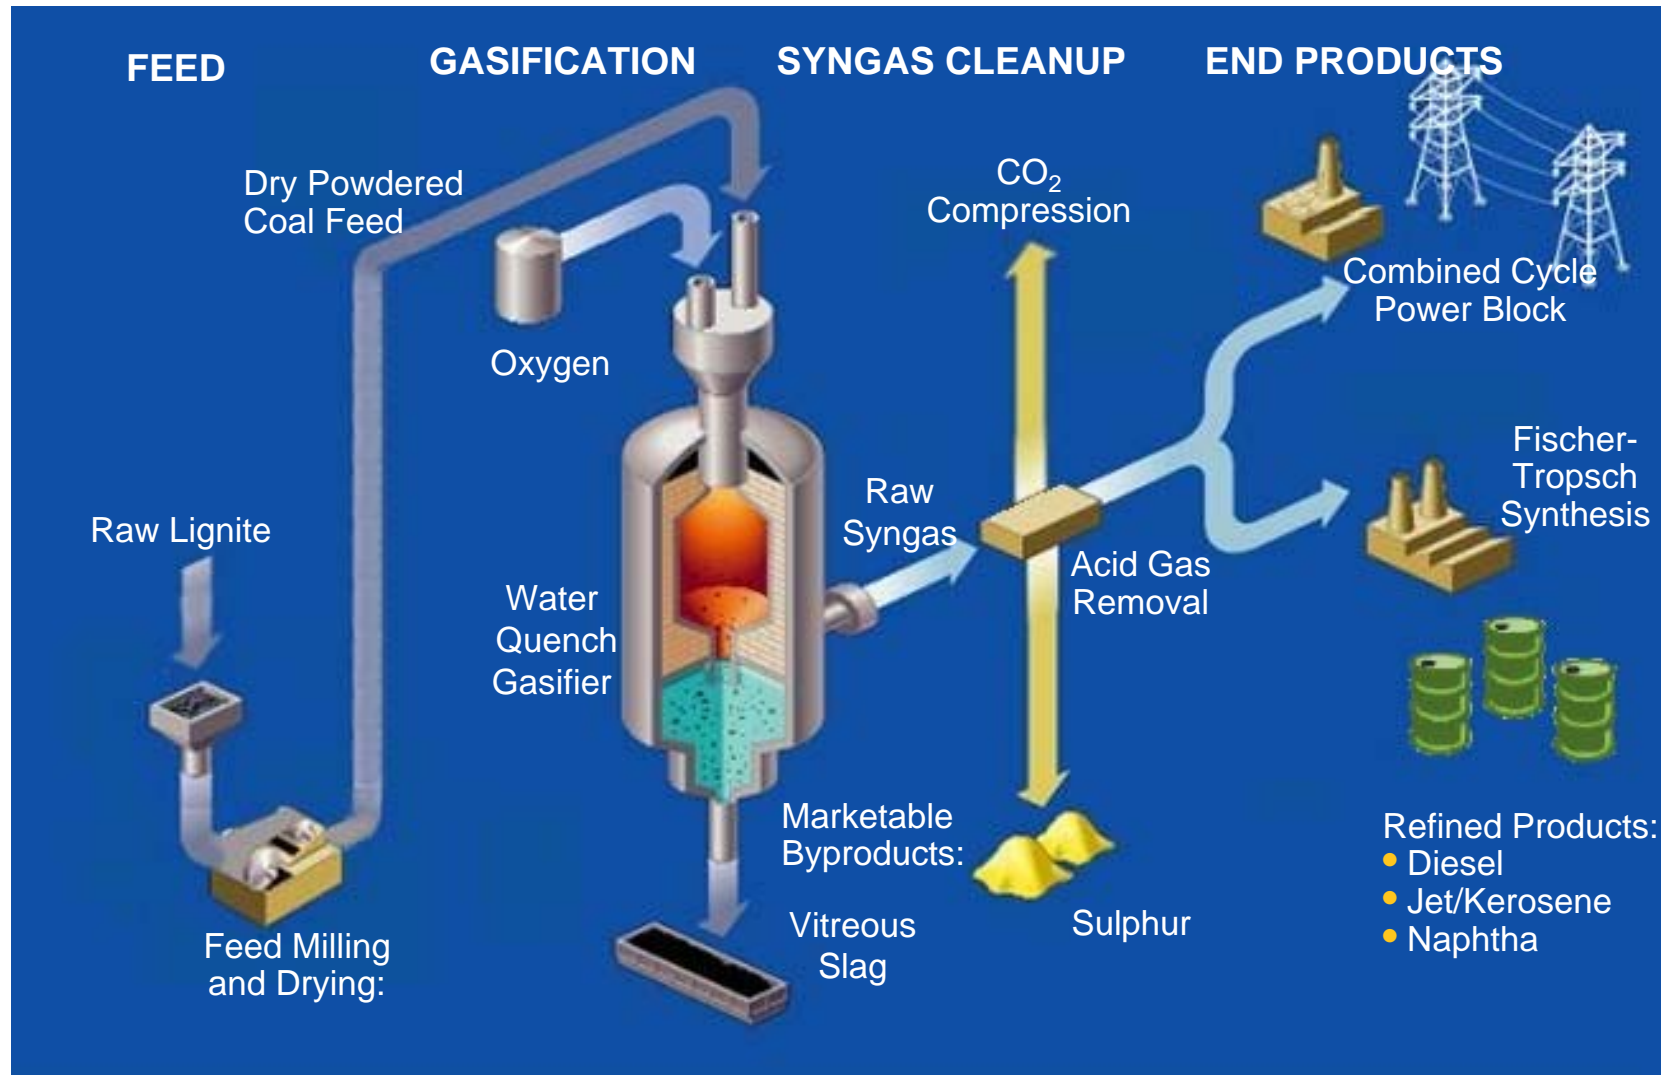 FEED
GASIFICATION
SYNGAS CLEANUP
END PRODUCTS
Dry Powdered
Coal Feed
Oxygen
Raw Lignite
Feed Milling
and Drying:
Water
Quench
Gasifier
Raw
Syngas
CO₂
Compression
Acid Gas
Removal
Marketable
Byproducts:
Vitreous
Slag
Sulphur
Combined Cycle
Power Block
Fischer-
Tropsch
Synthesis
Refined Products:
• Diesel
• Jet/Kerosene
• Naphtha